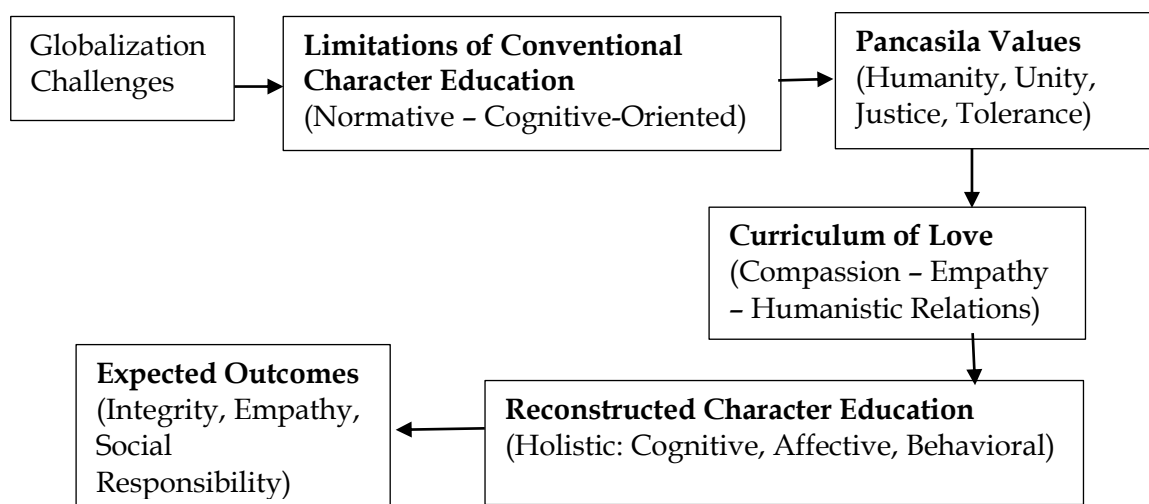 Globalization
Challenges
Limitations of Conventional
Character Education
(Normative – Cognitive-Oriented)
Pancasila Values
(Humanity, Unity,
Justice, Tolerance)
Curriculum of Love
(Compassion – Empathy
– Humanistic Relations)
Reconstructed Character Education
(Holistic: Cognitive, Affective, Behavioral)
Expected Outcomes
(Integrity, Empathy,
Social
Responsibility)